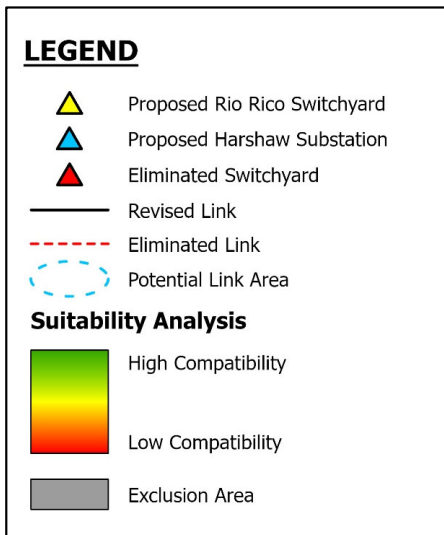 LEGEND
Proposed Rio Rico Switchyard
Proposed Harshaw Substation
Eliminated Switchyard
Revised Link
Eliminated Link
Potential Link Area
Suitability Analysis
High Compatibility
Low Compatibility
Exclusion Area